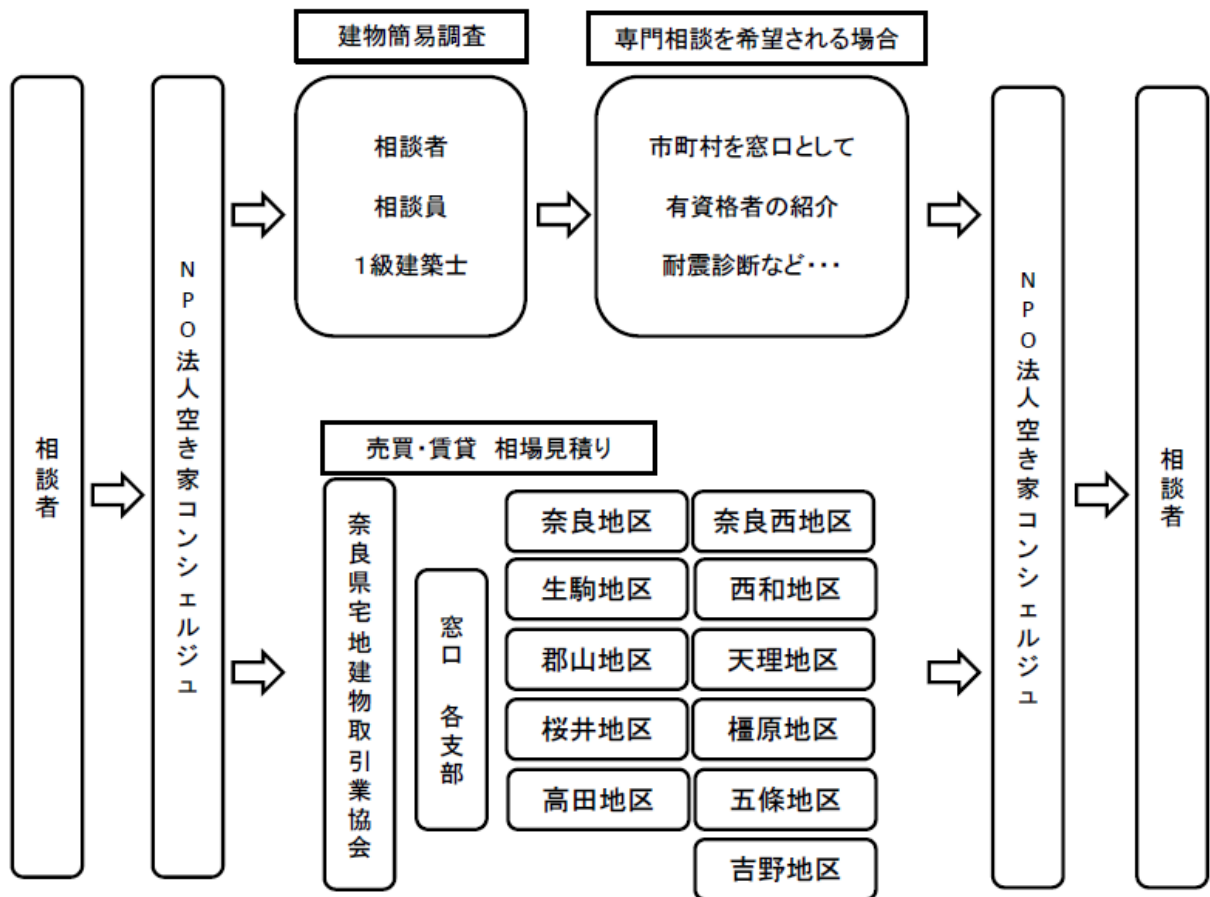 建物簡易調査
専門相談を希望される場合
相談者
NPO法人空き家コンシェルジュ
相談者
相談員
1級建築士
市町村を窓口として
有資格者の紹介
耐震診断など・・・
売買・賃貸 相場見積り
奈良県宅地建物取引業協会
窓口 各支部
奈良地区
奈良西地区
生駒地区
西和地区
郡山地区
天理地区
桜井地区
橿原地区
高田地区
五條地区
吉野地区
NPO法人空き家コンシェルジュ
相談者